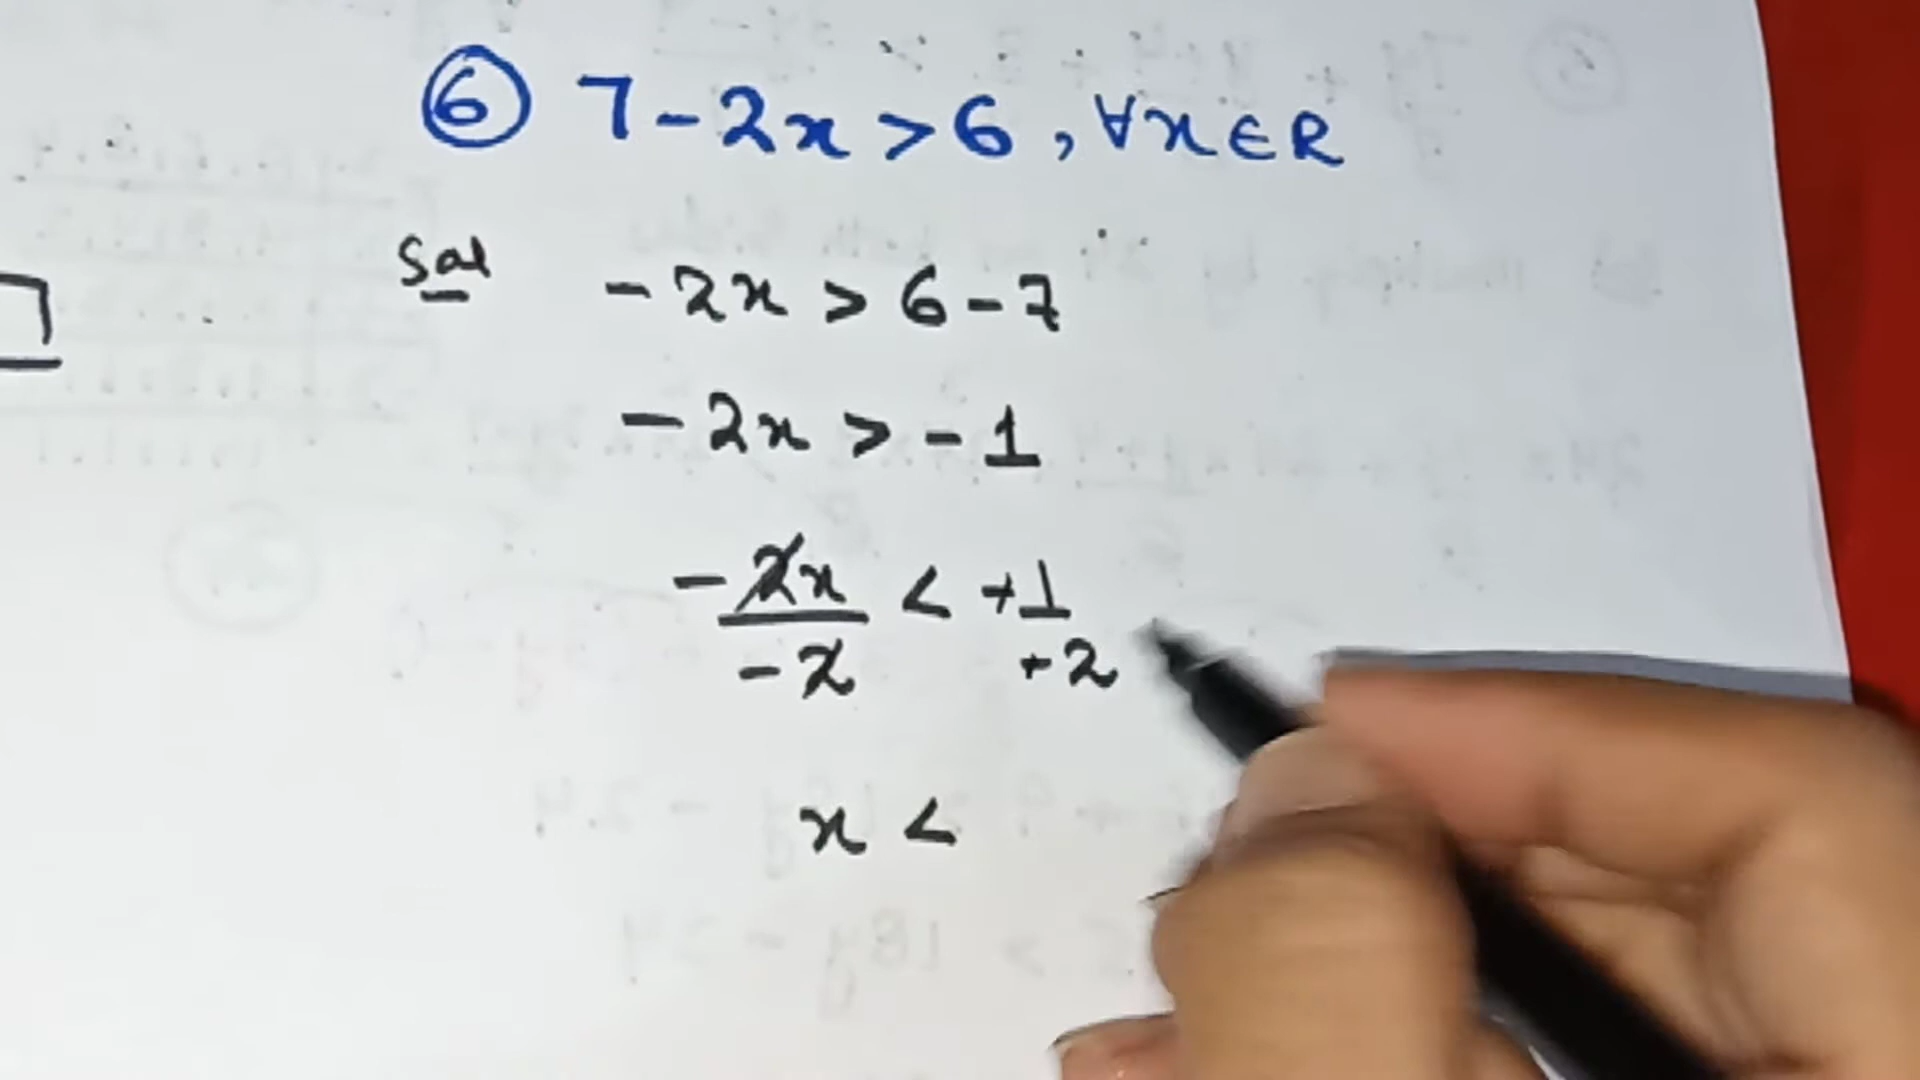 ⑥ 7-2x>6, ∀x∈R
Sol
-2x > 6-7
-2x > -1
-2x < +1
-2 +2
x <